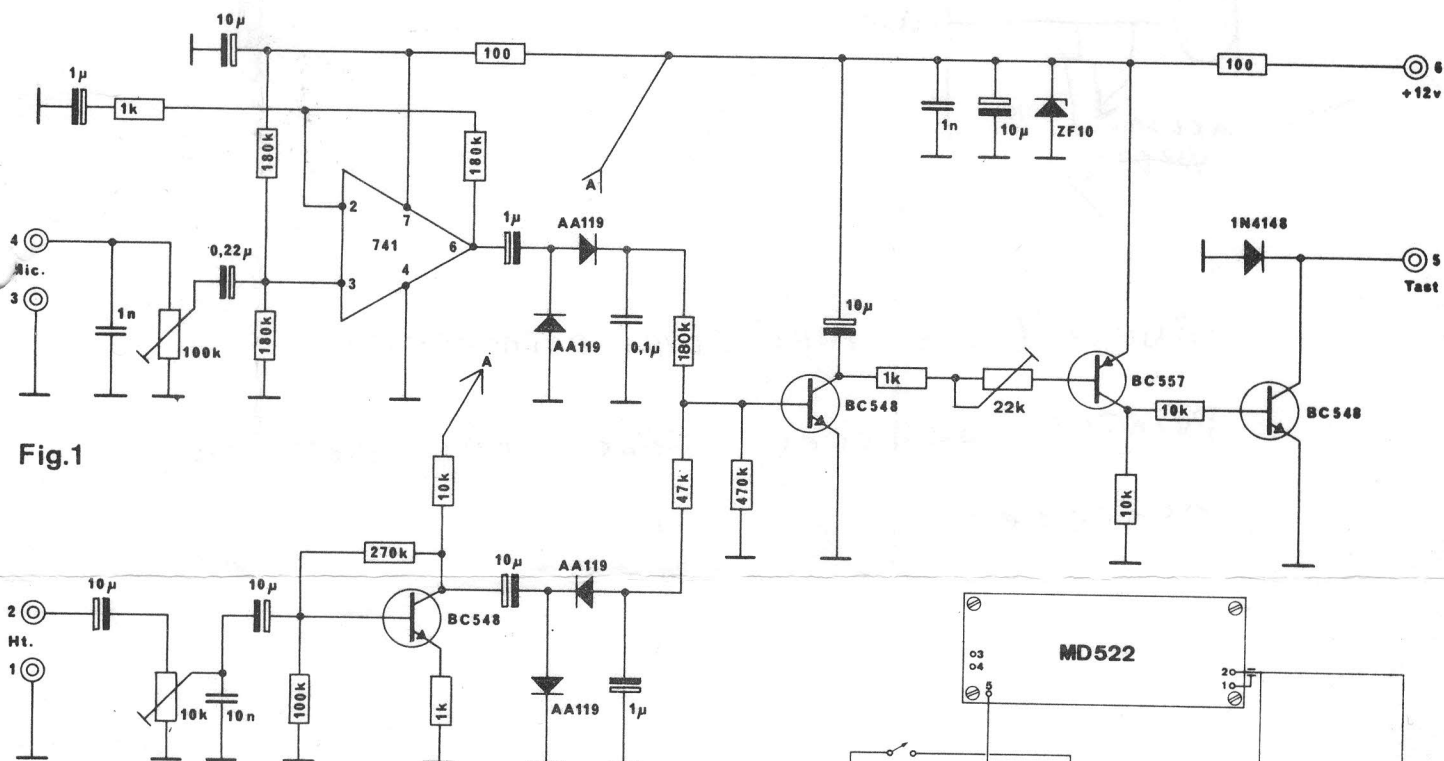 10µ
1µ
1k
100
100
6
+12v
1n
10µ
ZF10
180k
180k
A
2
7
741
6
3
4
1µ
AA119
1N4148
4
Mic.
3
0,22µ
1n
100k
180k
AA119
0,1µ
180k
10µ
5
Tast
BC548
1k
22k
BC557
10k
BC548
A
Fig.1
10k
47k
470k
10k
270k
10µ
AA119
10µ
10µ
BC548
2
Ht.
1
10k
10n
100k
1k
AA119
1µ
MD522
3
4
5
2
1